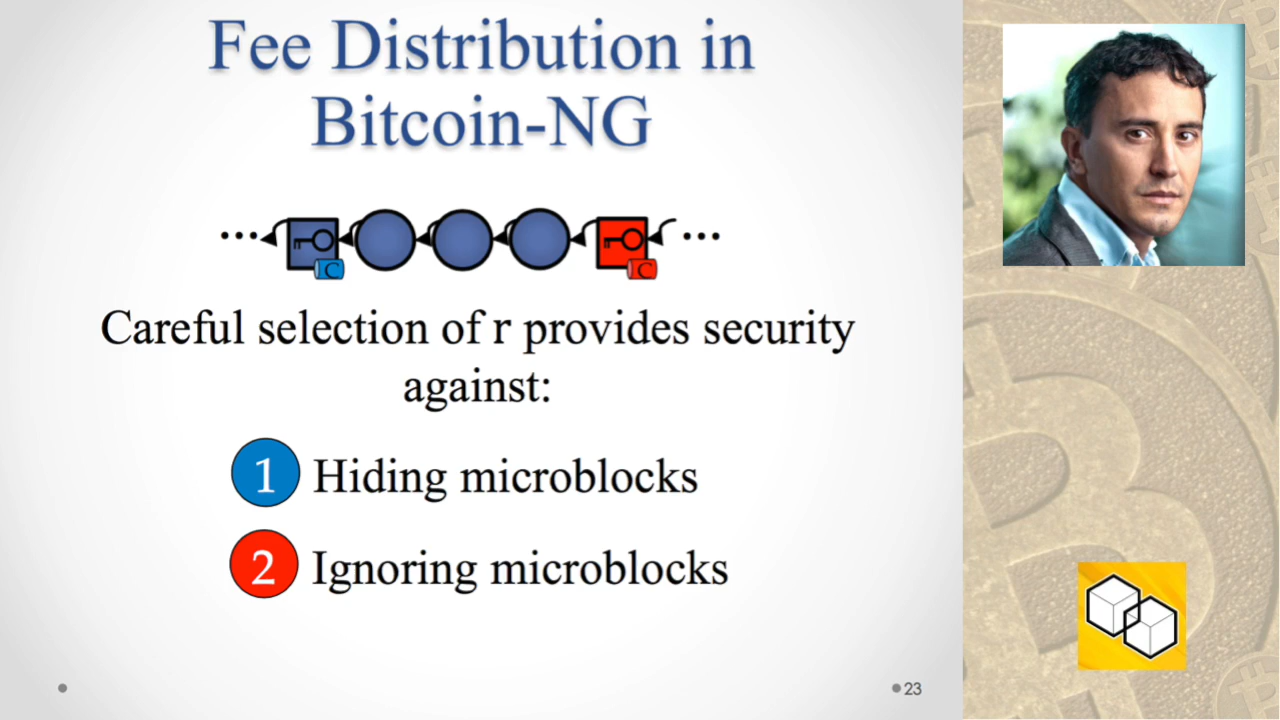 Fee Distribution in
Bitcoin-NG
C
C
Careful selection of r provides security
against:
1 Hiding microblocks
2 Ignoring microblocks
23